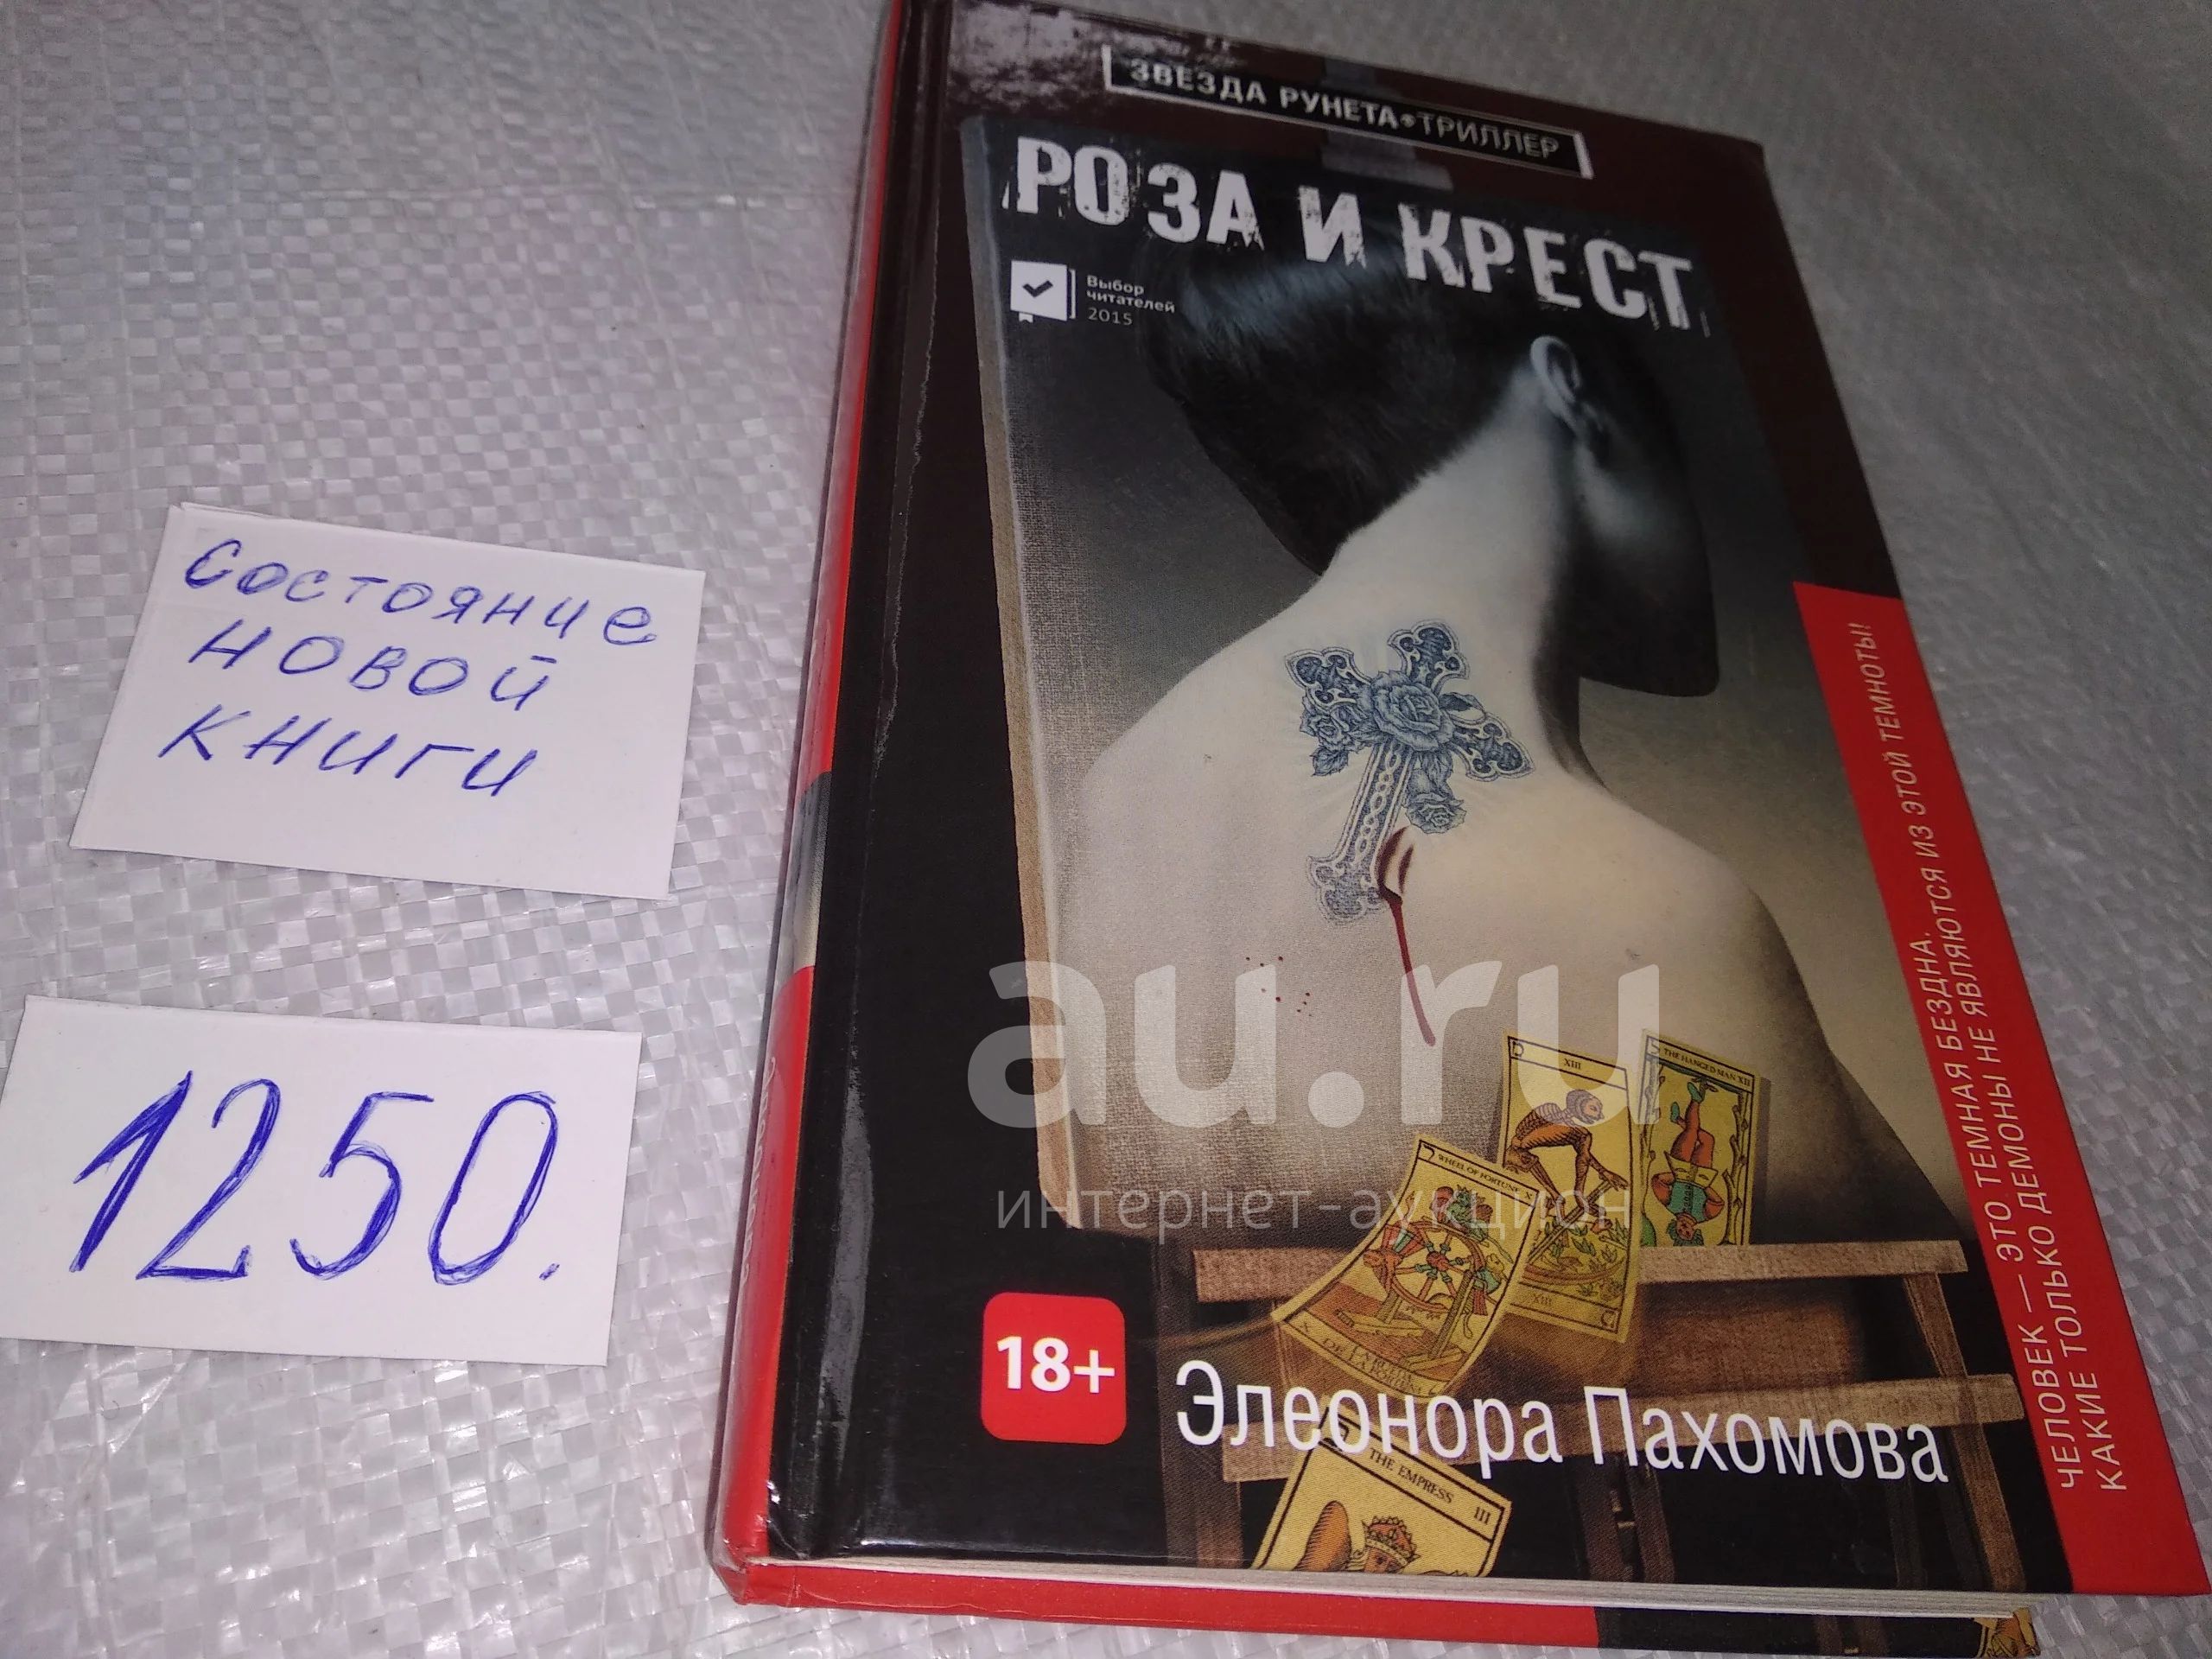 ЗВЕЗДА РУНЕТА•ТРИЛЛЕР
РОЗА И КРЕСТ
Выбор
читателей
2015
Состояние
новой
книги
1250.
ЧЕЛОВЕК — ЭТО ТЕМНАЯ БЕЗДНА.
КАКИЕ ТОЛЬКО ДЕМОНЫ НЕ ЯВЛЯЮТСЯ ИЗ ЭТОЙ ТЕМНОТЫ!
au.ru
интернет-аукцион
XIII
THE HANGED MAN XII
WHEEL OF FORTUNE X
XIII
18+
Элеонора Пахомова
THE EMPRESS
III